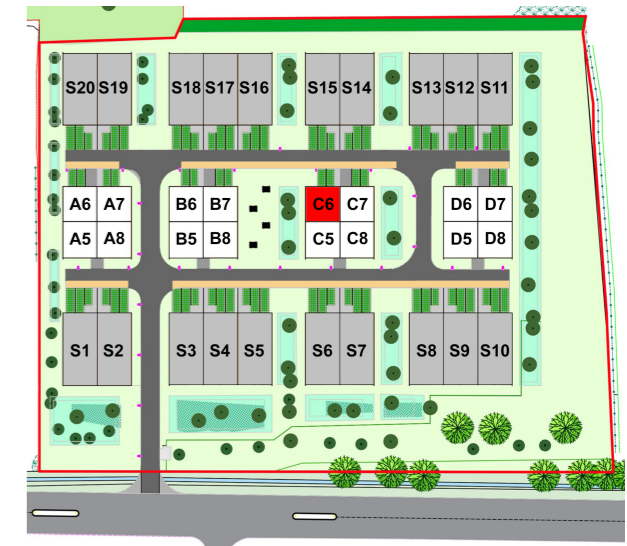 S20 S19 S18 S17 S16 S15 S14 S13 S12 S11
A6 A7 B6 B7 C6 C7 D6 D7
A5 A8 B5 B8 C5 C8 D5 D8
S1 S2 S3 S4 S5 S6 S7 S8 S9 S10